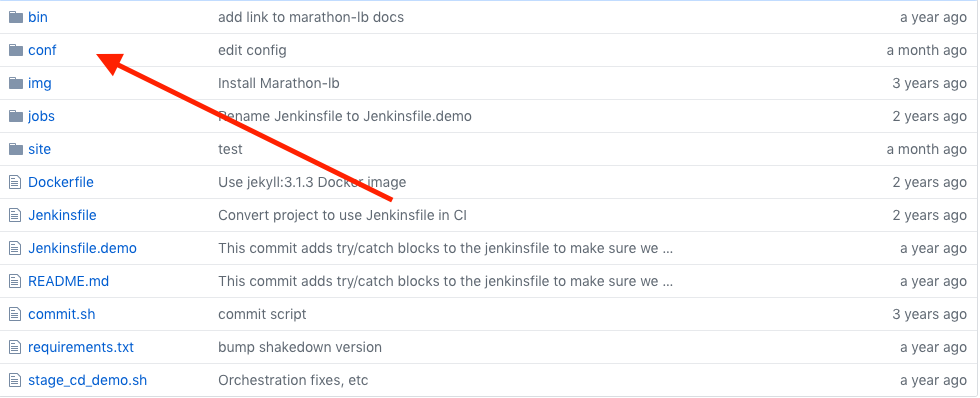 bin add link to marathon-lb docs a year ago
conf edit config a month ago
img Install Marathon-lb 3 years ago
jobs Rename Jenkinsfile to Jenkinsfile.demo 2 years ago
site test a month ago
Dockerfile Use jekyll:3.1.3 Docker image 2 years ago
Jenkinsfile Convert project to use Jenkinsfile in CI 2 years ago
Jenkinsfile.demo This commit adds try/catch blocks to the jenkinsfile to make sure we ... a year ago
README.md This commit adds try/catch blocks to the jenkinsfile to make sure we ... a year ago
commit.sh commit script 3 years ago
requirements.txt bump shakedown version a year ago
stage_cd_demo.sh Orchestration fixes, etc a year ago